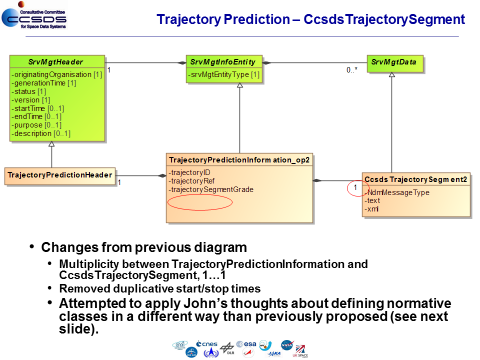 Consultative Committee
CCSDS
for Space Data Systems
Trajectory Prediction – CcsdsTrajectorySegment
SrvMgtHeader
-originatingOrganisation [1]
-generationTime [1]
-status [1]
-version [1]
-startTime [0..1]
-endTime [0..1]
-purpose [0..1]
-description [0..1]
1
SrvMgtInfoEntity
-srvMgtEntityType [1]
0..*
SrvMgtData
TrajectoryPredictionHeader
1
TrajectoryPredictionInformation_op2
-trajectoryID
-trajectoryRef
-trajectorySegmentGrade
1
CcsdsTrajectorySegment2
-NdmMessageType
-text
-xml
• Changes from previous diagram
• Multiplicity between TrajectoryPredictionInformation and
CcsdsTrajectorySegment, 1…1
• Removed duplicative start/stop times
• Attempted to apply John's thoughts about defining normative
classes in a different way than previously proposed (see next
slide).
cnes
esa
DLR